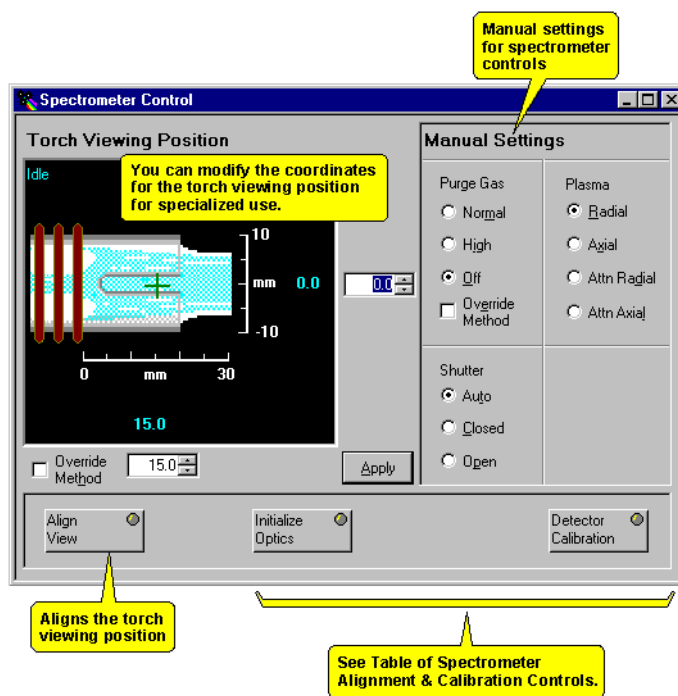 Manual settings
for spectrometer
controls
Spectrometer Control
Torch Viewing Position
Manual Settings
Idle
You can modify the coordinates
for the torch viewing position
for specialized use.
10
mm
0.0
0.0
-10
0
mm
30
15.0
Override
Method
15.0
Apply
Purge Gas
Normal
High
Off
Override
Method
Plasma
Radial
Axial
Attn Radial
Attn Axial
Shutter
Auto
Closed
Open
Align
View
Initialize
Optics
Detector
Calibration
Aligns the torch
viewing position
See Table of Spectrometer
Alignment & Calibration Controls.